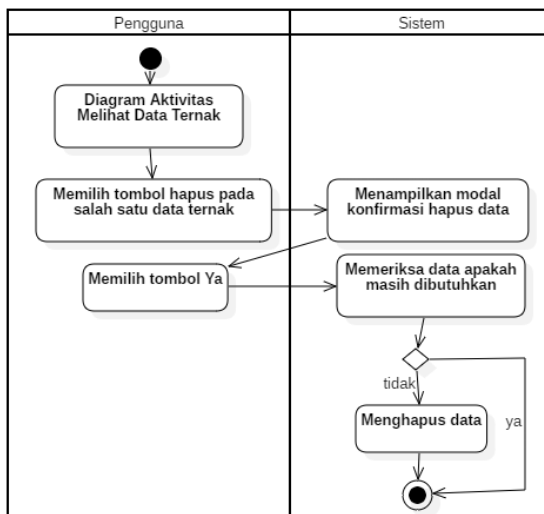 Pengguna
Sistem
Diagram Aktivitas
Melihat Data Ternak
Memilih tombol hapus pada
salah satu data ternak
Menampilkan modal
konfirmasi hapus data
Memilih tombol Ya
Memeriksa data apakah
masih dibutuhkan
tidak
ya
Menghapus data